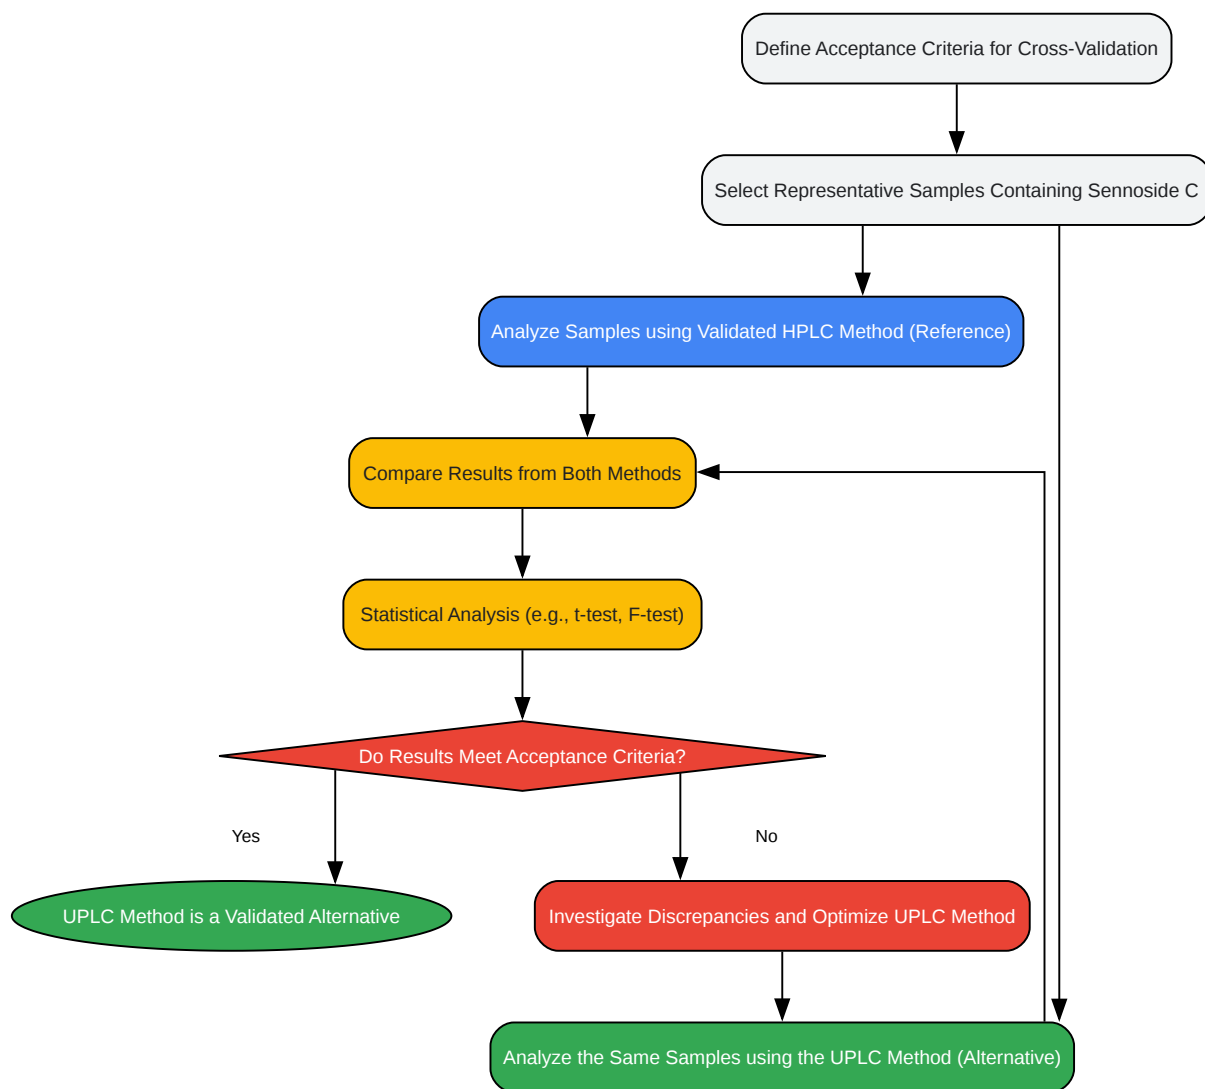 Define Acceptance Criteria for Cross-Validation
Select Representative Samples Containing Sennoside C
Analyze Samples using Validated HPLC Method (Reference)
Compare Results from Both Methods
Statistical Analysis (e.g., t-test, F-test)
Do Results Meet Acceptance Criteria?
Yes
No
UPLC Method is a Validated Alternative
Investigate Discrepancies and Optimize UPLC Method
Analyze the Same Samples using the UPLC Method (Alternative)